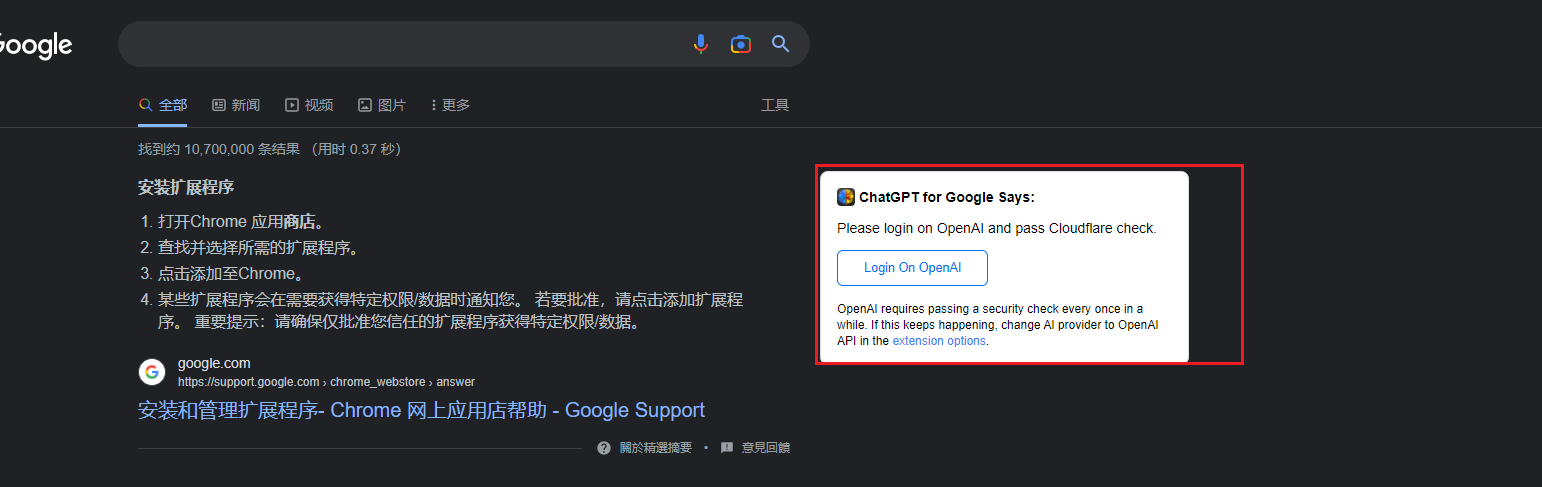 Google
全部 新闻 视频 图片 更多 工具
找到约 10,700,000 条结果 （用时 0.37 秒）
安装扩展程序
1. 打开Chrome 应用商店。
2. 查找并选择所需的扩展程序。
3. 点击添加至Chrome。
4. 某些扩展程序会在需要获得特定权限/数据时通知您。 若要批准，请点击添加扩展程
序。 重要提示：请确保仅批准您信任的扩展程序获得特定权限/数据。
google.com
https://support.google.com › chrome_webstore › answer
安装和管理扩展程序- Chrome 网上应用店帮助 - Google Support
關於精選摘要 • 意見回饋
ChatGPT for Google Says:
Please login on OpenAI and pass Cloudflare check.
Login On OpenAI
OpenAI requires passing a security check every once in a
while. If this keeps happening, change AI provider to OpenAI
API in the extension options.